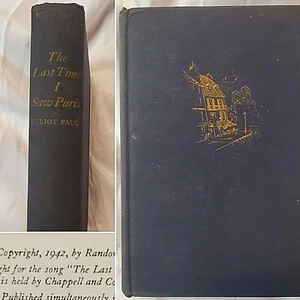 The
Last Time
I
Saw Paris
ELLIOT PAUL
Copyright, 1942, by Random
ght for the song "The Last
is held by Chappell and Co
Published simultaneously i